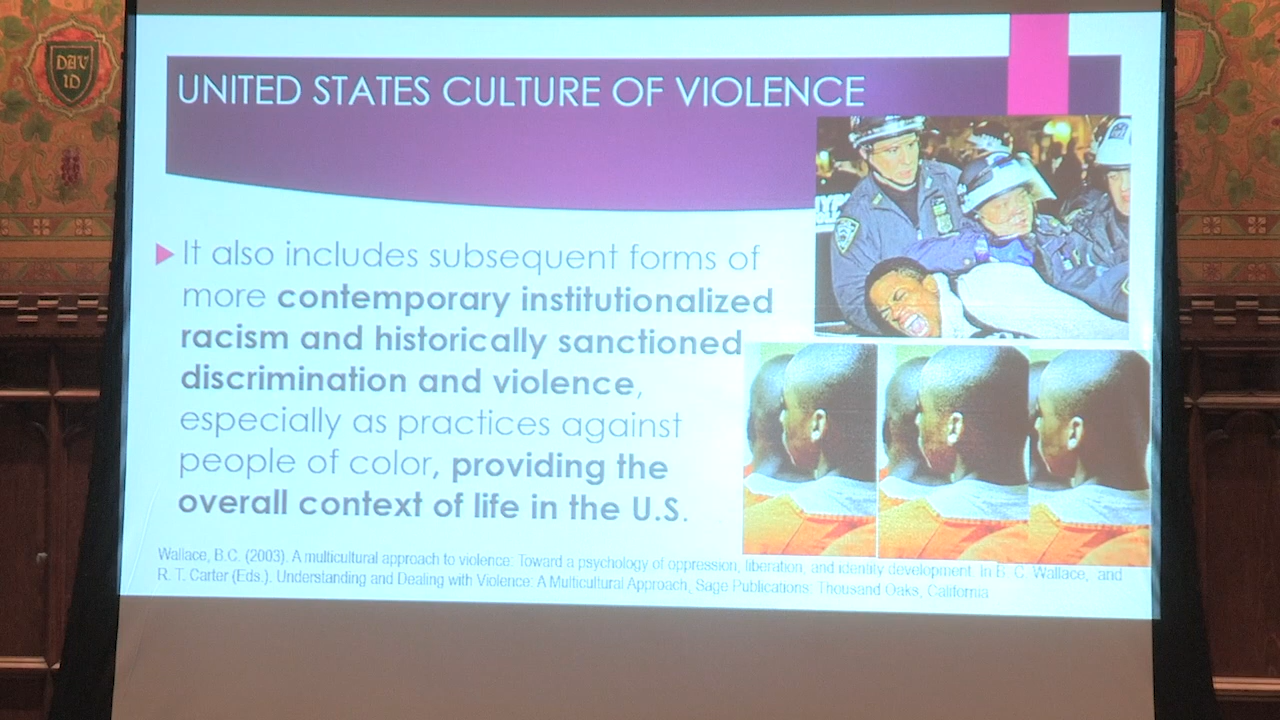 DAV
ID
UNITED STATES CULTURE OF VIOLENCE
It also includes subsequent forms of
more contemporary institutionalized
racism and historically sanctioned
discrimination and violence,
especially as practices against
people of color, providing the
overall context of life in the U.S.
Wallace, B.C. (2003). A multicultural approach to violence: Toward a psychology of oppression, liberation, and identity development. In B. C. Wallace, and
R. T. Carter (Eds.). Understanding and Dealing with Violence: A Multicultural Approach, Sage Publications: Thousand Oaks, California